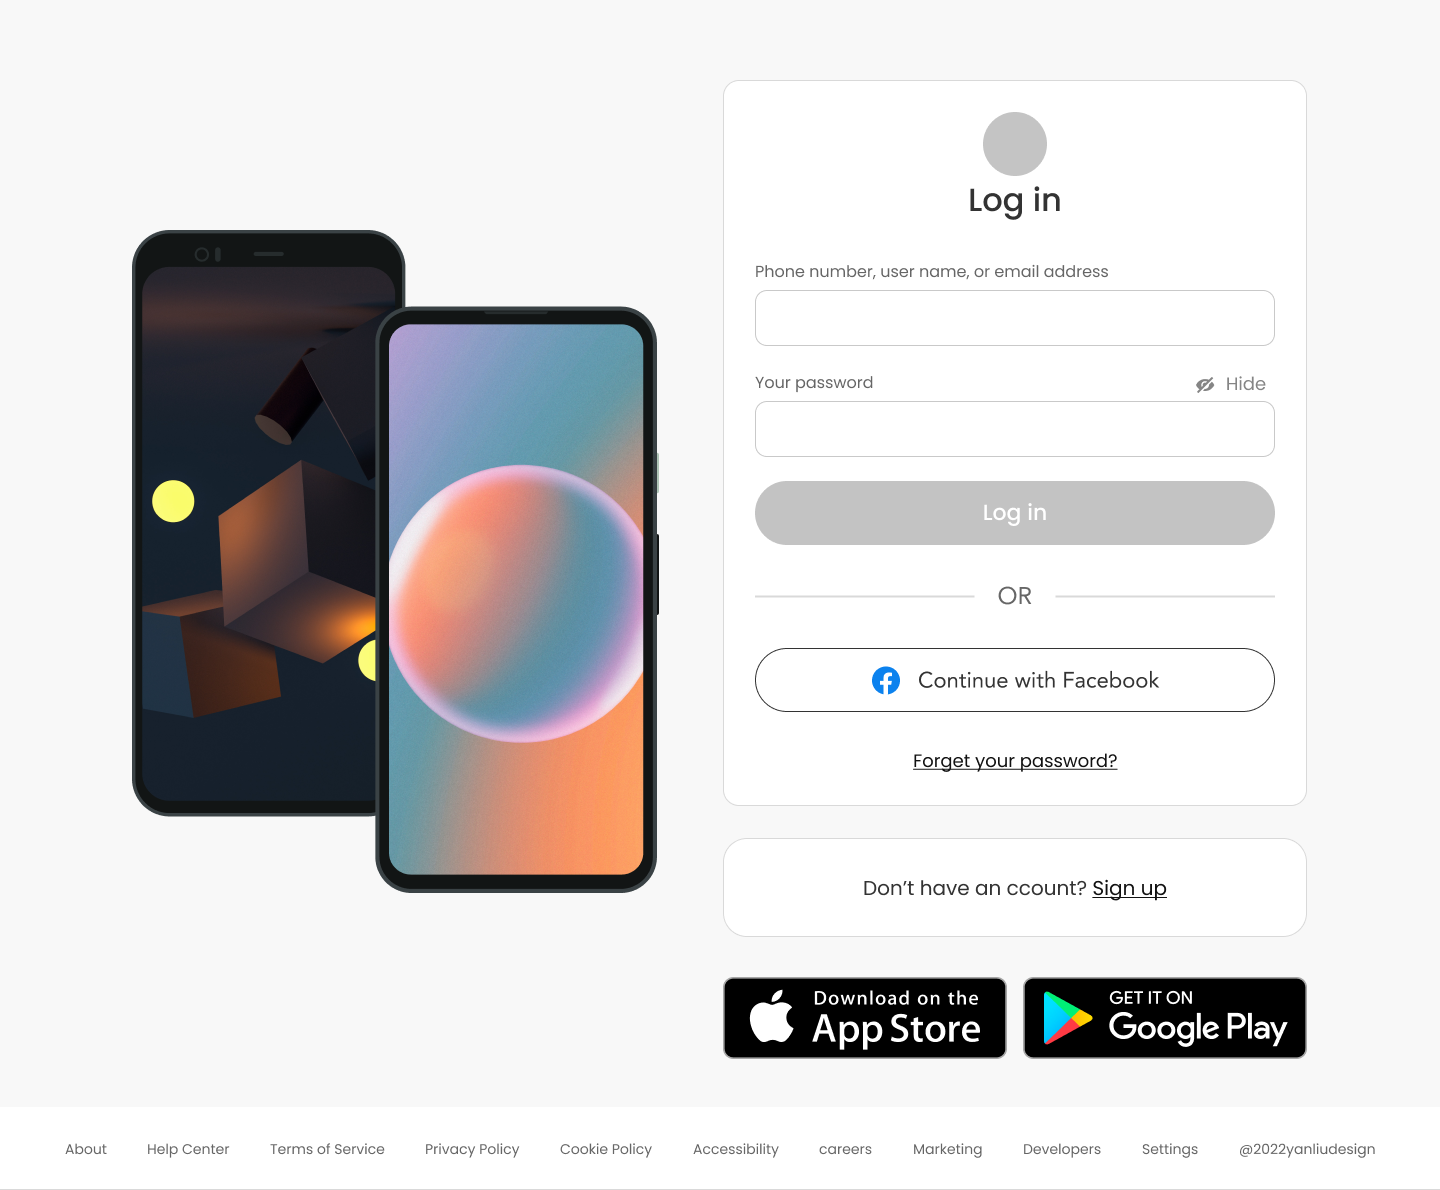 Log in
Phone number, user name, or email address
Your password
Hide
Log in
OR
Continue with Facebook
Forget your password?
Don’t have an ccount? Sign up
Download on the
App Store
GET IT ON
Google Play
About Help Center Terms of Service Privacy Policy Cookie Policy Accessibility careers Marketing Developers Settings @2022yanliudesign